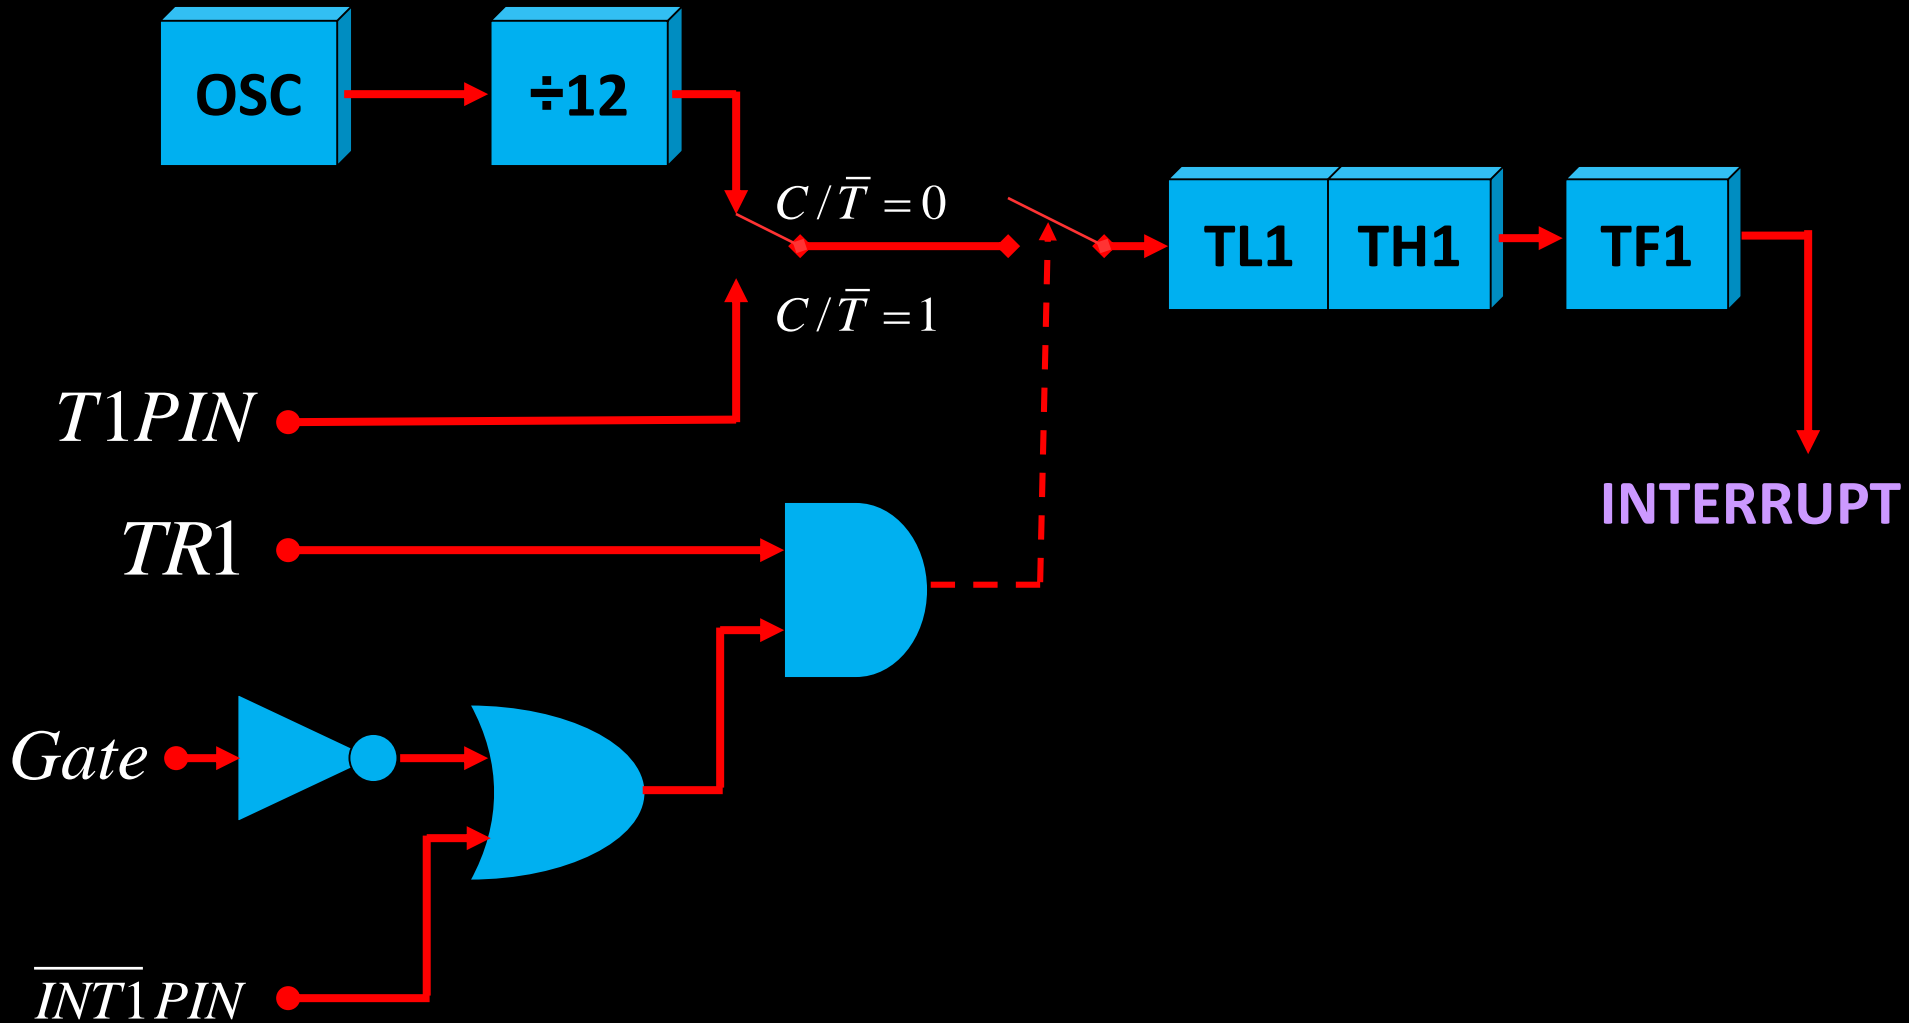 OSC
÷12
C/T̅ = 0
TL1
TH1
TF1
C/T̅ = 1
T1PIN
TR1
INTERRUPT
Gate
I̅N̅T̅1̅ PIN